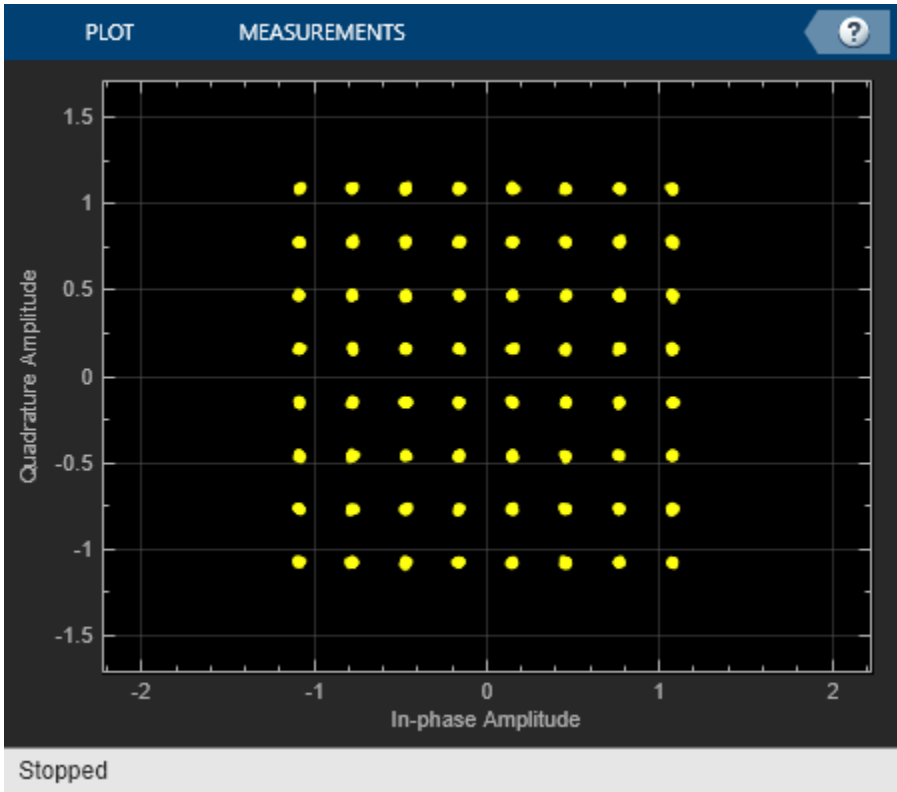 PLOT MEASUREMENTS ?
1.5
1
0.5
0
-0.5
-1
-1.5
Quadrature Amplitude
-2 -1 0 1 2
In-phase Amplitude
Stopped